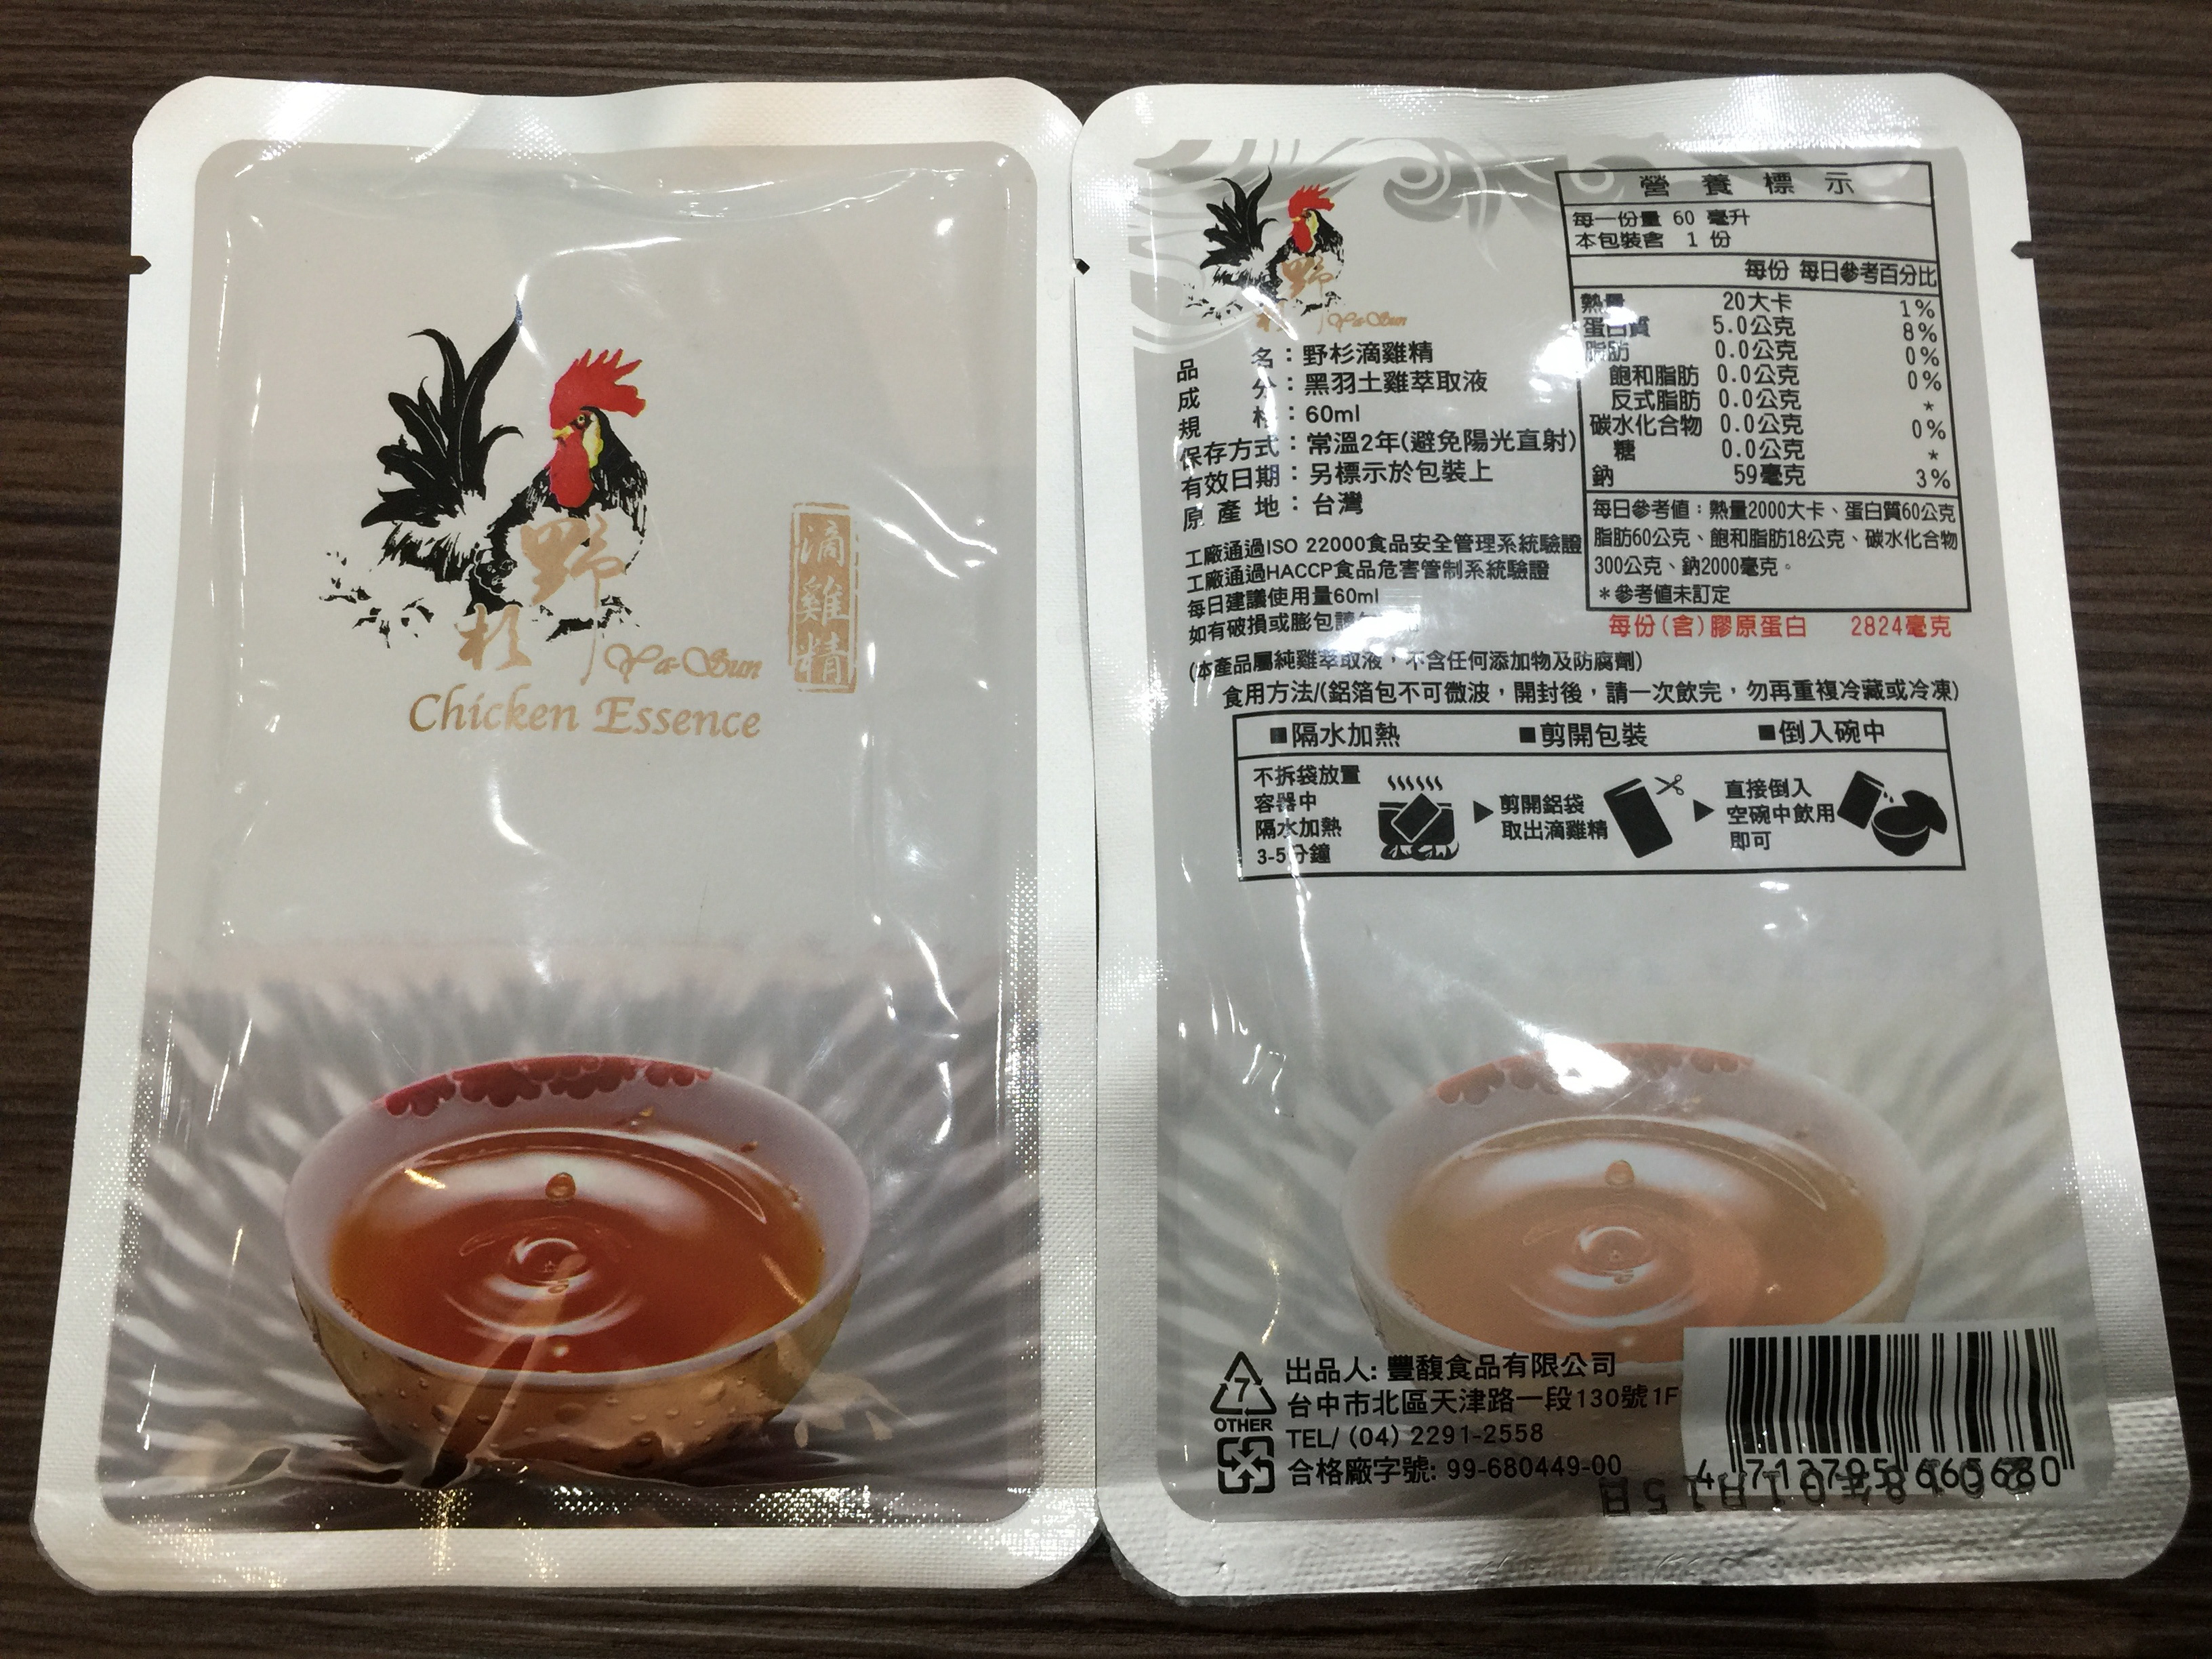 野
杉
Ya-Sun
Chicken Essence
滴雞精
野
杉
Ya-Sun
品名：野杉滴雞精
成分：黑羽土雞萃取液
規格：60ml
保存方式：常溫2年(避免陽光直射)
有效日期：另標示於包裝上
原產地：台灣
工廠通過ISO 22000食品安全管理系統驗證
工廠通過HACCP食品危害管制系統驗證
每日建議使用量60ml
如有破損或膨包請
(本產品屬純雞萃取液，不含任何添加物及防腐劑)
營養標示
每一份量 60 毫升
本包裝含 1 份
每份 每日參考百分比
熱量 20大卡 1%
蛋白質 5.0公克 8%
脂肪 0.0公克 0%
飽和脂肪 0.0公克 0%
反式脂肪 0.0公克 *
碳水化合物 0.0公克 0%
糖 0.0公克 *
鈉 59毫克 3%
每日參考值：熱量2000大卡、蛋白質60公克
脂肪60公克、飽和脂肪18公克、碳水化合物
300公克、鈉2000毫克。
*參考值未訂定
每份(含)膠原蛋白 2824毫克
食用方法/(鋁箔包不可微波，開封後，請一次飲完，勿再重複冷藏或冷凍)
■隔水加熱 ■剪開包裝 ■倒入碗中
不拆袋放置
容器中
隔水加熱
3-5分鐘
剪開鋁袋
取出滴雞精
直接倒入
空碗中飲用
即可
7
OTHER
出品人: 豐馥食品有限公司
台中市北區天津路一段130號1F
TEL/ (04) 2291-2558
合格廠字號: 99-680449-00
4 712795 665680
2018年01月15日